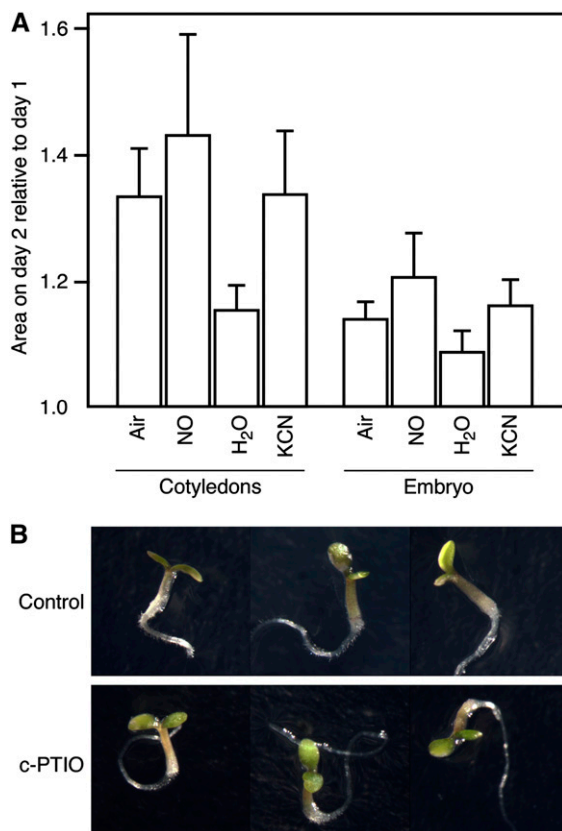 A
Area on day 2 relative to day 1
1.6
1.4
1.2
1.0
Air
NO
H₂O
KCN
Air
NO
H₂O
KCN
Cotyledons
Embryo
B
Control
c-PTIO